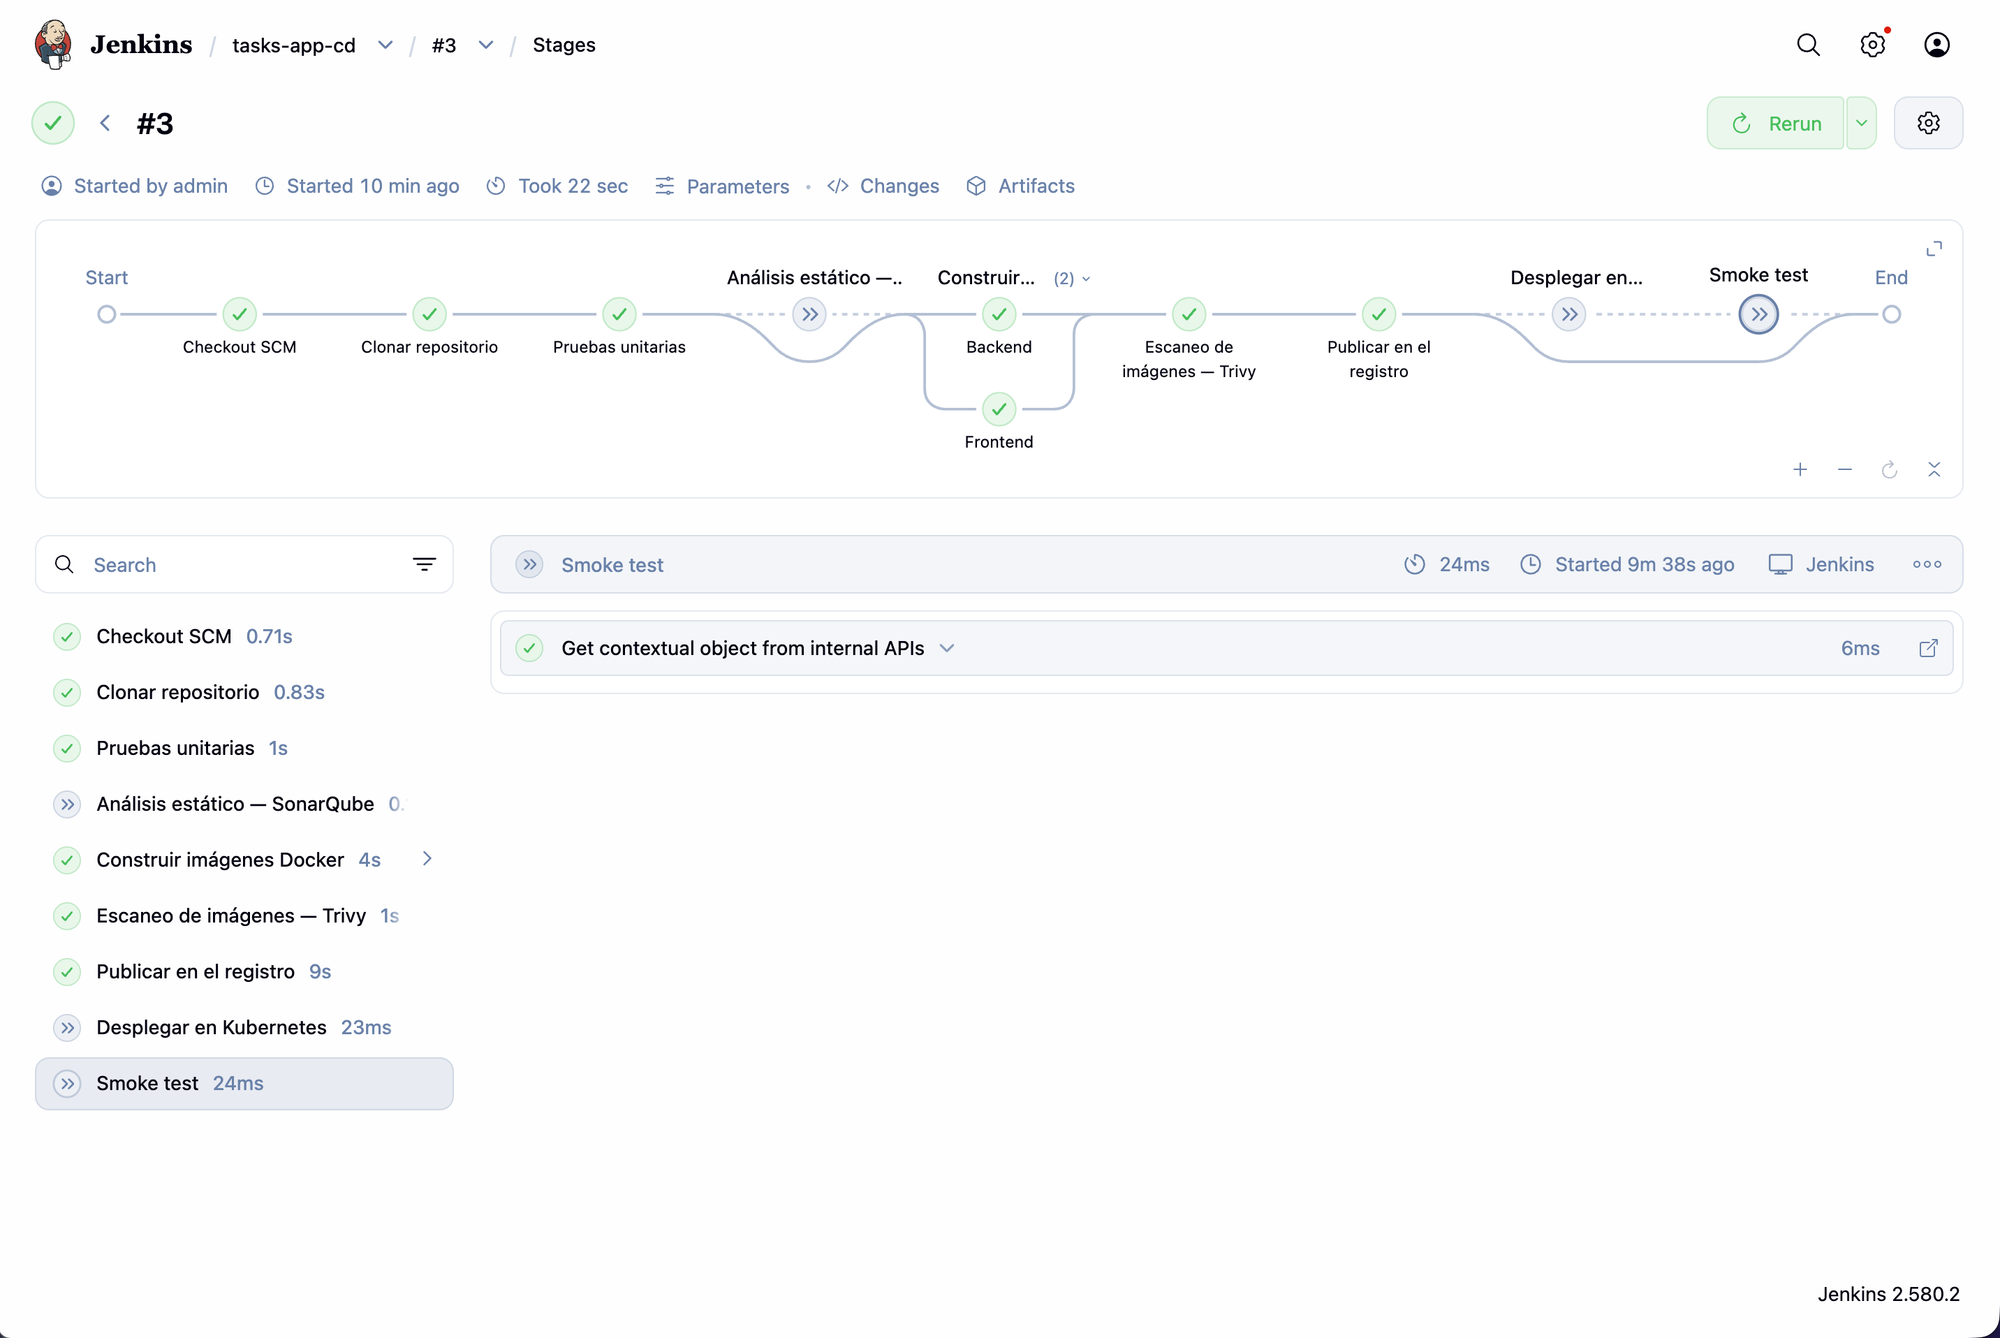 Jenkins / tasks-app-cd / #3 / Stages
#3
Rerun
Started by admin Started 10 min ago Took 22 sec Parameters Changes Artifacts
Start Análisis estático —.. Construir... (2) Desplegar en... Smoke test End
Checkout SCM Clonar repositorio Pruebas unitarias Backend Escaneo de imágenes — Trivy Publicar en el registro
Frontend
Search
Checkout SCM 0.71s
Clonar repositorio 0.83s
Pruebas unitarias 1s
Análisis estático — SonarQube 0.
Construir imágenes Docker 4s
Escaneo de imágenes — Trivy 1s
Publicar en el registro 9s
Desplegar en Kubernetes 23ms
Smoke test 24ms
Smoke test 24ms Started 9m 38s ago Jenkins
Get contextual object from internal APIs 6ms
Jenkins 2.580.2